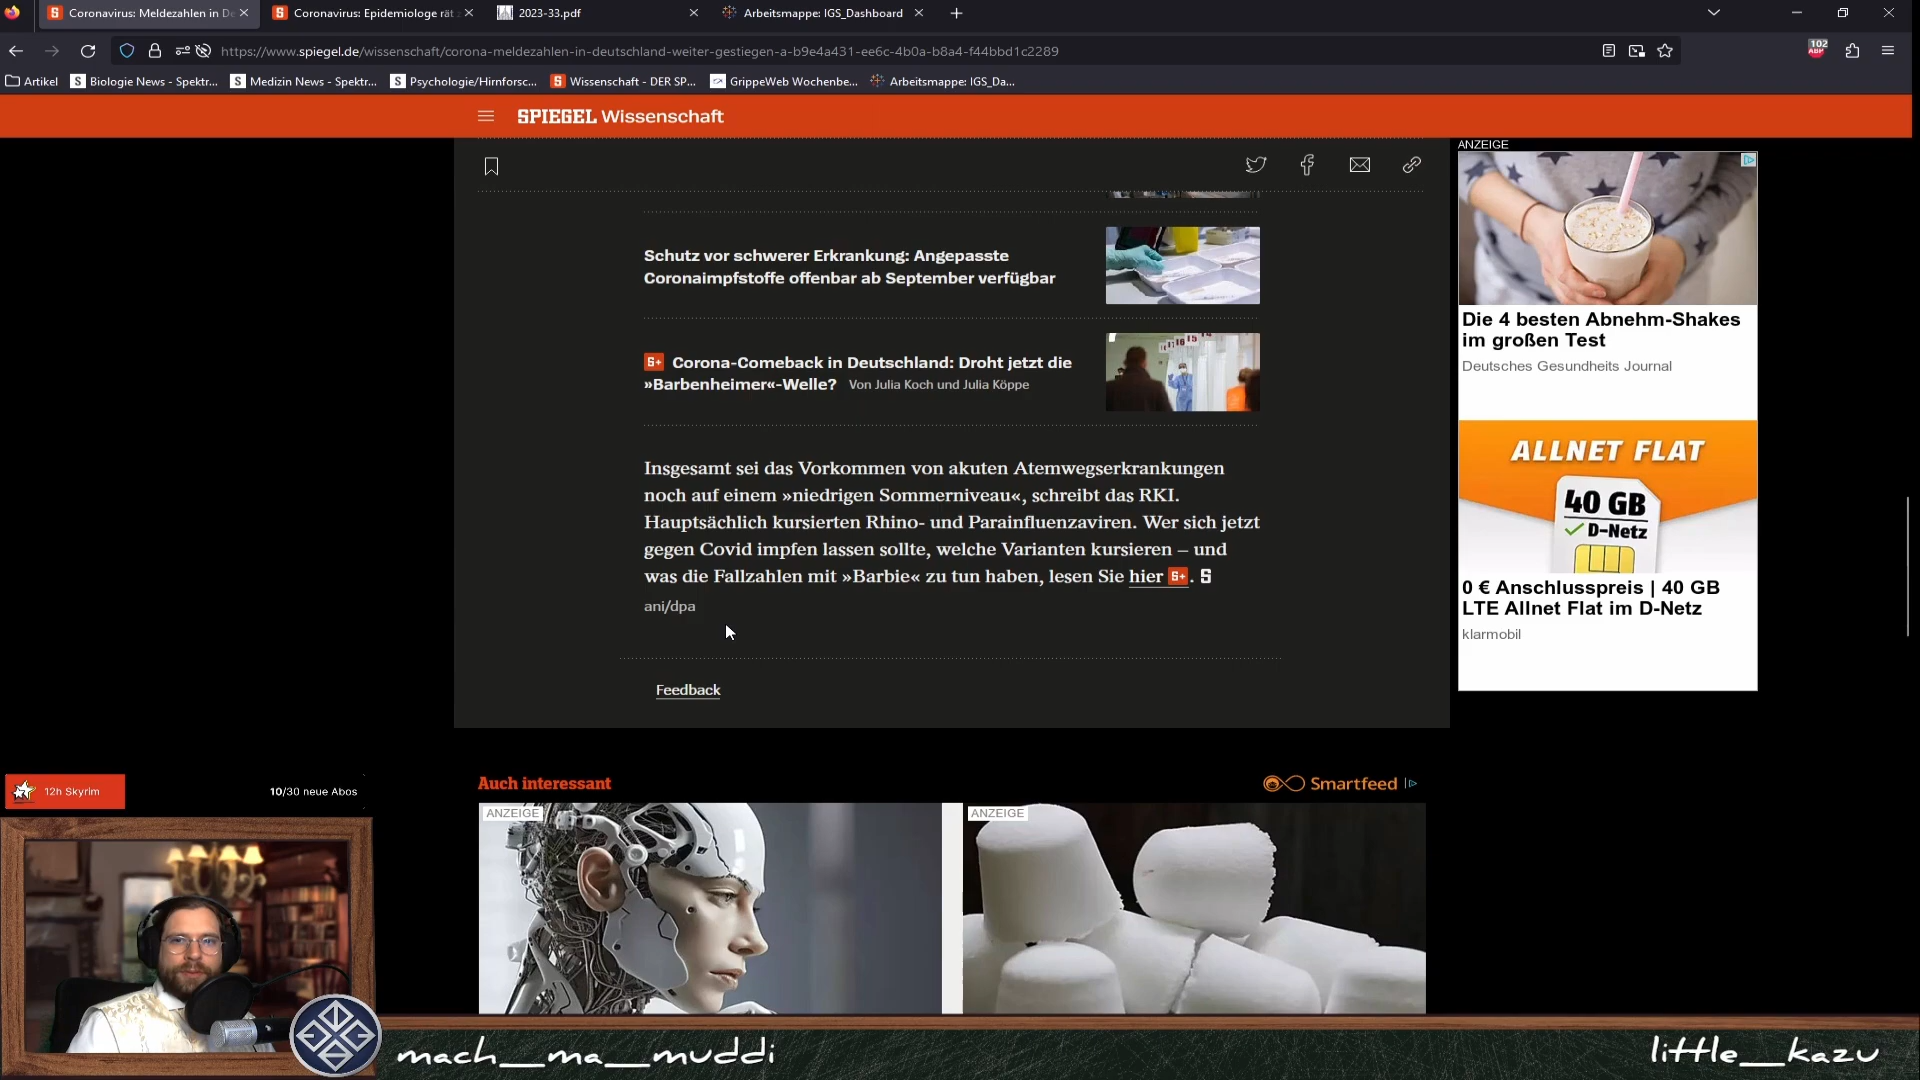 Coronavirus: Meldezahlen in De
Coronavirus: Epidemiologe rät z
2023-33.pdf
Arbeitsmappe: IGS_Dashboard
https://www.spiegel.de/wissenschaft/corona-meldezahlen-in-deutschland-weiter-gestiegen-a-b9e4a431-ee6c-4b0a-b8a4-f44bbd1c2289
102
ABP
Artikel
Biologie News - Spektr...
Medizin News - Spektr...
Psychologie/Hirnforsc...
Wissenschaft - DER SP...
GrippeWeb Wochenbe...
Arbeitsmappe: IGS_Da...
SPIEGEL Wissenschaft
ANZEIGE
Schutz vor schwerer Erkrankung: Angepasste
Coronaimpfstoffe offenbar ab September verfügbar
S+ Corona-Comeback in Deutschland: Droht jetzt die
»Barbenheimer«-Welle? Von Julia Koch und Julia Köppe
Insgesamt sei das Vorkommen von akuten Atemwegserkrankungen
noch auf einem »niedrigen Sommerniveau«, schreibt das RKI.
Hauptsächlich kursierten Rhino- und Parainfluenzaviren. Wer sich jetzt
gegen Covid impfen lassen sollte, welche Varianten kursieren – und
was die Fallzahlen mit »Barbie« zu tun haben, lesen Sie hier S+. S
ani/dpa
Feedback
Die 4 besten Abnehm-Shakes
im großen Test
Deutsches Gesundheits Journal
ALLNET FLAT
40 GB
D-Netz
0 € Anschlusspreis | 40 GB
LTE Allnet Flat im D-Netz
klarmobil
Auch interessant
Smartfeed
ANZEIGE
ANZEIGE
12h Skyrim
10/30 neue Abos
mach__ma__muddi
little__kazu